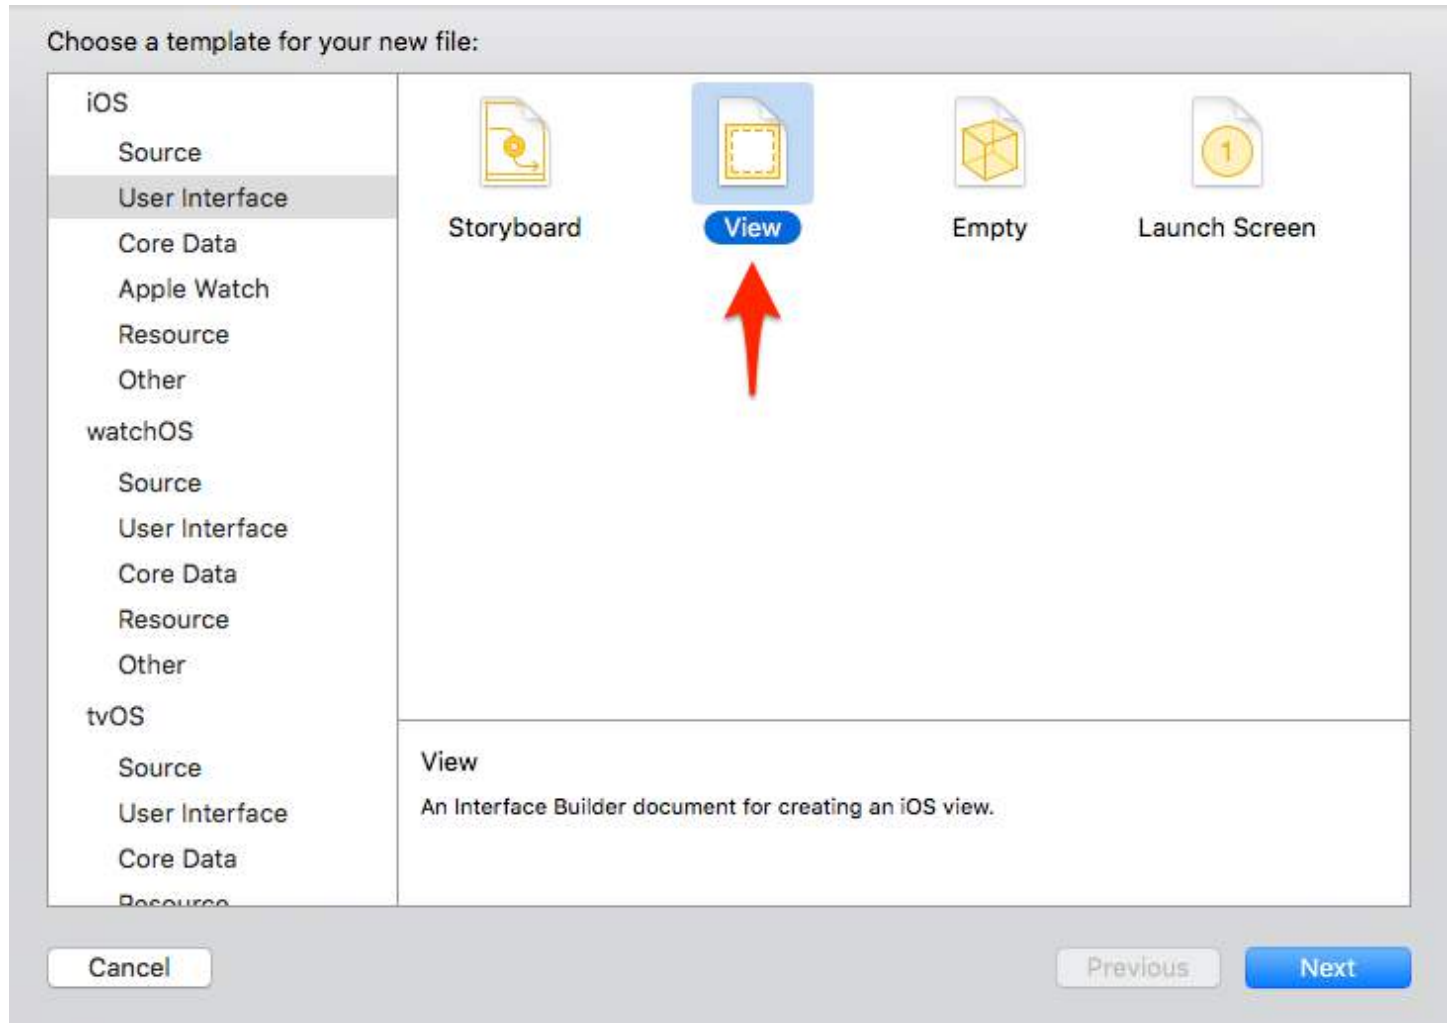 Choose a template for your new file:
iOS
Source
User Interface
Core Data
Apple Watch
Resource
Other
watchOS
Source
User Interface
Core Data
Resource
Other
tvOS
Source
User Interface
Core Data
Resource
Storyboard
View
Empty
1
Launch Screen
View
An Interface Builder document for creating an iOS view.
Cancel
Previous
Next